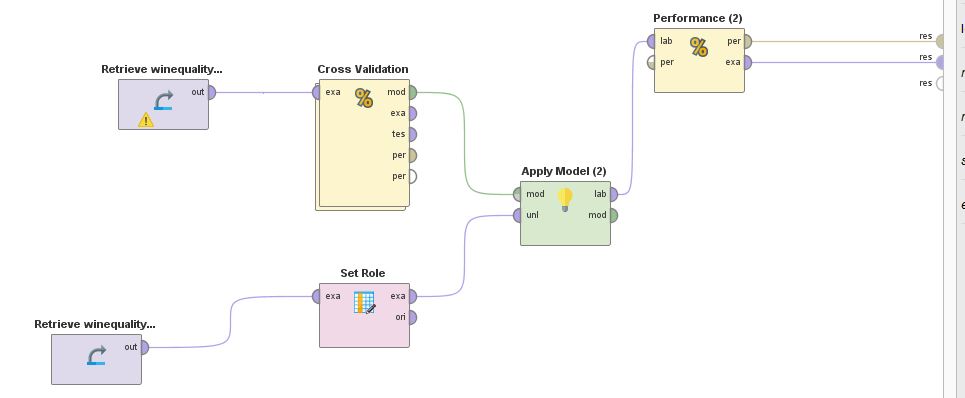 Performance (2)
lab per
per exa
res
res
res
Retrieve winequality...
out
Cross Validation
exa mod
exa
tes
per
per
Apply Model (2)
mod lab
unl mod
Set Role
exa exa
ori
Retrieve winequality...
out